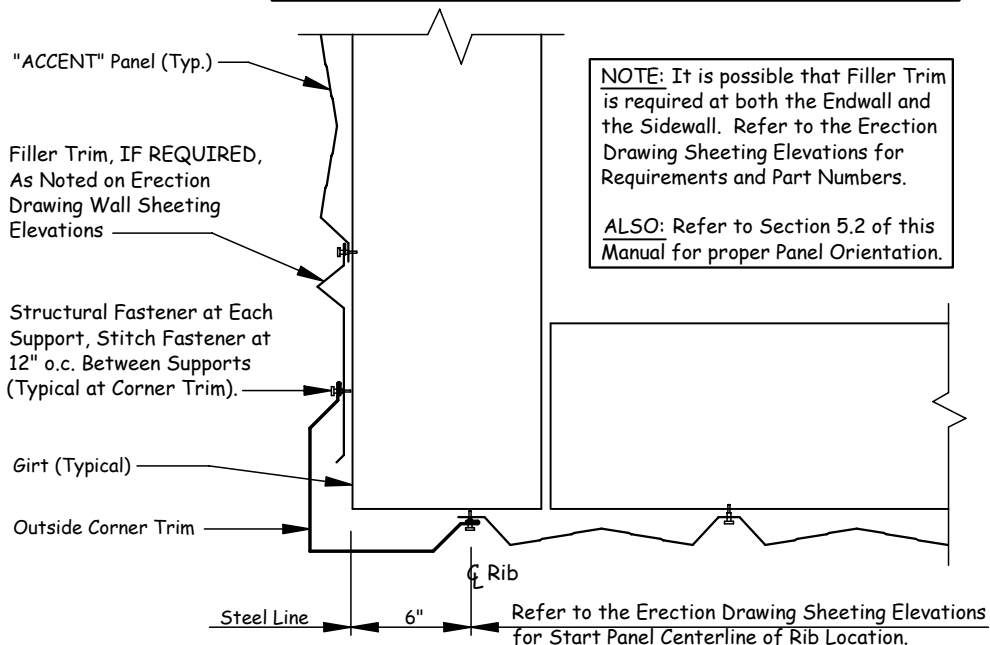 "ACCENT" Panel (Typ.)
Filler Trim, IF REQUIRED,
As Noted on Erection
Drawing Wall Sheeting
Elevations
Structural Fastener at Each
Support, Stitch Fastener at
12" o.c. Between Supports
(Typical at Corner Trim).
Girt (Typical)
Outside Corner Trim
NOTE: It is possible that Filler Trim
is required at both the Endwall and
the Sidewall. Refer to the Erection
Drawing Sheeting Elevations for
Requirements and Part Numbers.
ALSO: Refer to Section 5.2 of this
Manual for proper Panel Orientation.
℄ Rib
Steel Line
6"
Refer to the Erection Drawing Sheeting Elevations
for Start Panel Centerline of Rib Location.